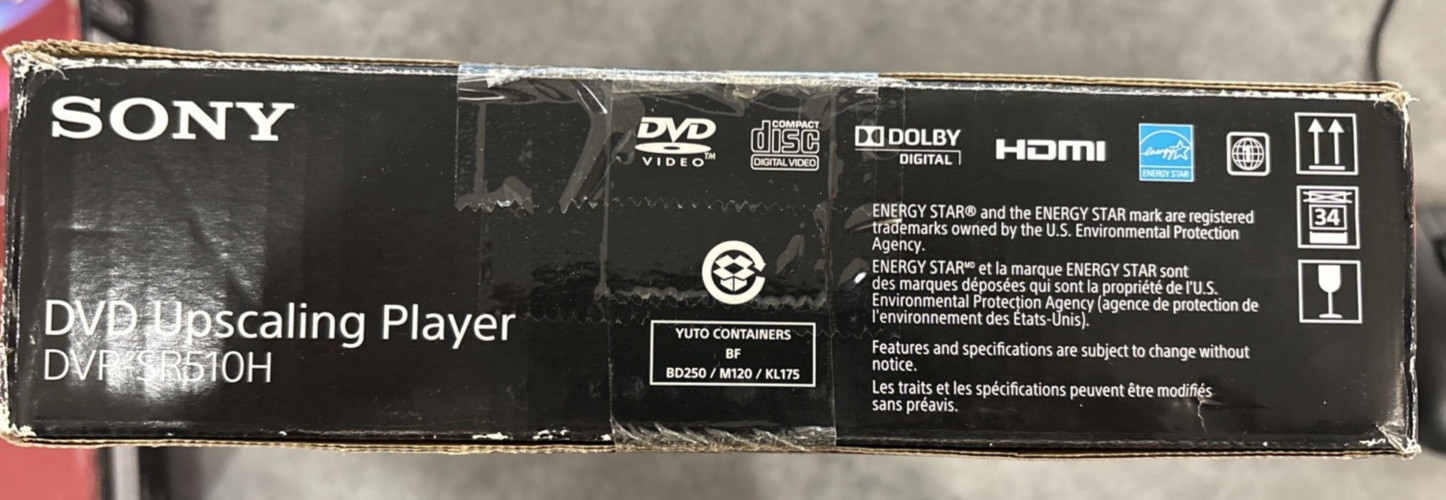 SONY
DVD Upscaling Player
DVP-SR510H
DVD
VIDEO™
COMPACT
disc
DIGITAL VIDEO
DOLBY
DIGITAL
HDMI
energy
ENERGY STAR
1
34
ENERGY STAR® and the ENERGY STAR mark are registered
trademarks owned by the U.S. Environmental Protection
Agency.
ENERGY STARᴹᴰ et la marque ENERGY STAR sont
des marques déposées qui sont la propriété de l'U.S.
Environmental Protection Agency (agence de protection de
l'environnement des États-Unis).
Features and specifications are subject to change without
notice.
Les traits et les spécifications peuvent être modifiés
sans préavis.
YUTO CONTAINERS
BF
BD250 / M120 / KL175